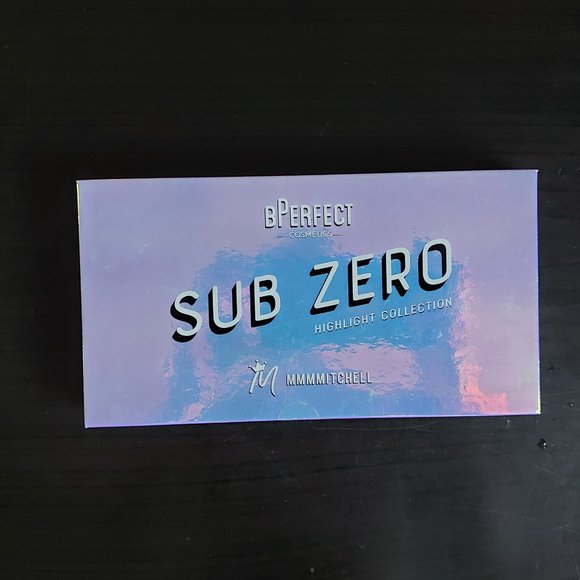 BPERFECT
COSMETICS
SUB ZERO
HIGHLIGHT COLLECTION
M MMMMITCHELL